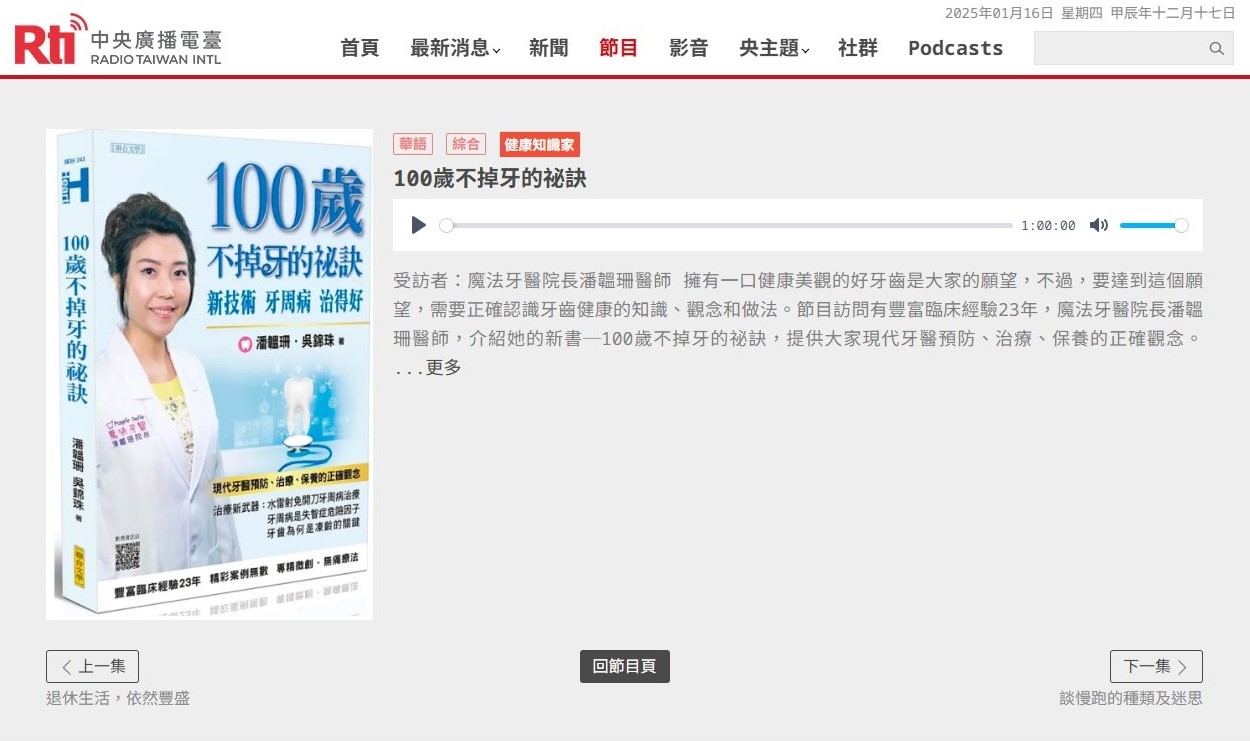 2025年01月16日 星期四 甲辰年十二月十七日
Rti 中央廣播電臺
RADIO TAIWAN INTL
首頁 最新消息 新聞 節目 影音 央主題 社群 Podcasts
華語 綜合 健康知識家
100歲不掉牙的祕訣
1:00:00
受訪者：魔法牙醫院長潘韞珊醫師 擁有一口健康美觀的好牙齒是大家的願望，不過，要達到這個願
望，需要正確認識牙齒健康的知識、觀念和做法。節目訪問有豐富臨床經驗23年，魔法牙醫院長潘韞
珊醫師，介紹她的新書─100歲不掉牙的祕訣，提供大家現代牙醫預防、治療、保養的正確觀念。
...更多
【聯合文學】
100歲
不掉牙的祕訣
新技術 牙周病 治得好
潘韞珊・吳錦珠 著
現代牙醫預防、治療、保養的正確觀念
治療新武器：水雷射免開刀牙周病治療
牙周病是失智症危險因子
牙齒為何是凍齡的關鍵
豐富臨床經驗23年 精彩案例無數 專精微創・無痛療法
100歲不掉牙的祕訣
潘韞珊 吳錦珠 著
聯合文學
上一集
退休生活，依然豐盛
回節目頁
下一集
談慢跑的種類及迷思